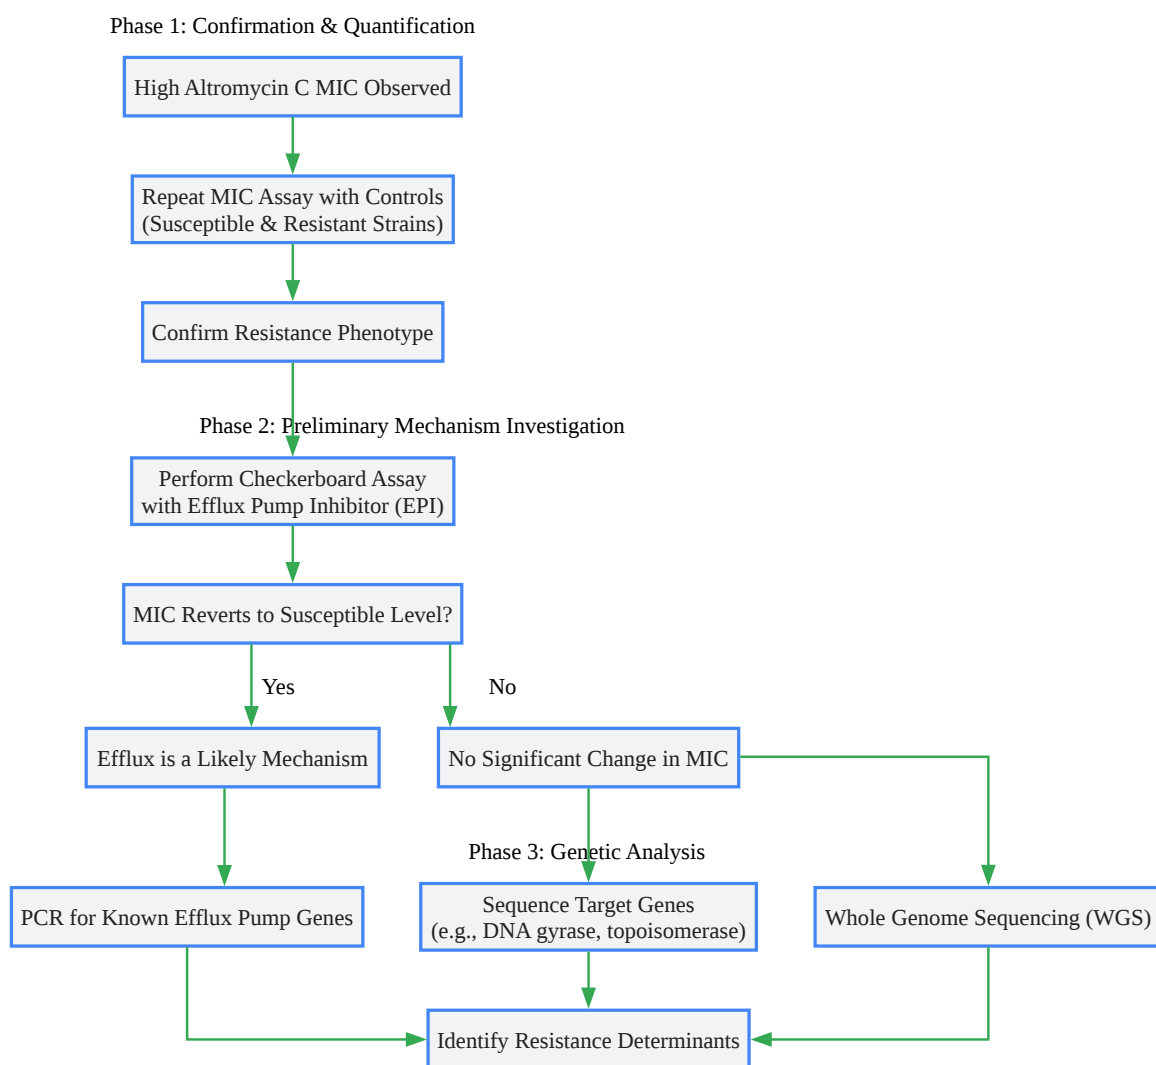 Phase 1: Confirmation & Quantification
High Altromycin C MIC Observed
Repeat MIC Assay with Controls
(Susceptible & Resistant Strains)
Confirm Resistance Phenotype
Phase 2: Preliminary Mechanism Investigation
Perform Checkerboard Assay
with Efflux Pump Inhibitor (EPI)
MIC Reverts to Susceptible Level?
Yes
No
Efflux is a Likely Mechanism
No Significant Change in MIC
Phase 3: Genetic Analysis
PCR for Known Efflux Pump Genes
Sequence Target Genes
(e.g., DNA gyrase, topoisomerase)
Whole Genome Sequencing (WGS)
Identify Resistance Determinants